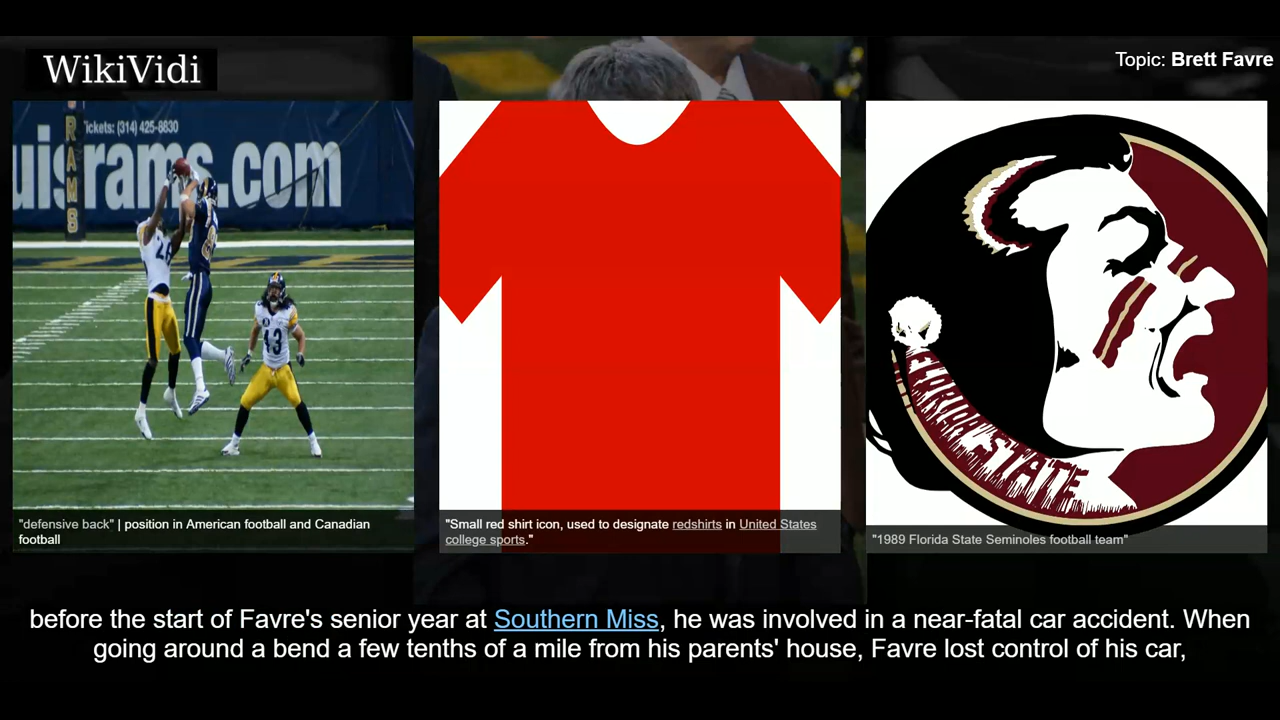 WikiVidi
Topic: Brett Favre
RAMS
Tickets: (314) 425-8830
uisrams.com
26
43
FLORIDA STATE
"defensive back" | position in American football and Canadian
football
"Small red shirt icon, used to designate redshirts in United States
college sports."
"1989 Florida State Seminoles football team"
before the start of Favre's senior year at Southern Miss, he was involved in a near-fatal car accident. When
going around a bend a few tenths of a mile from his parents' house, Favre lost control of his car,